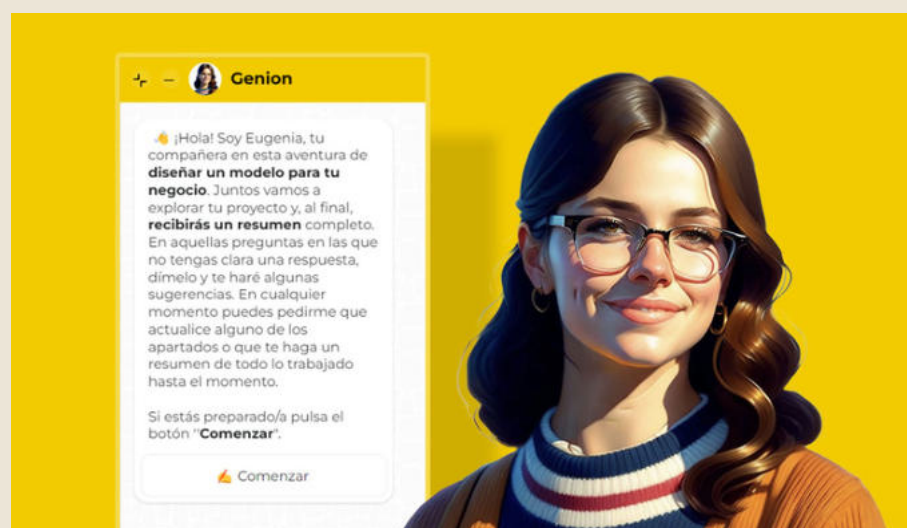 Genion
👋 ¡Hola! Soy Eugenia, tu
compañera en esta aventura de
diseñar un modelo para tu
negocio. Juntos vamos a
explorar tu proyecto y, al final,
recibirás un resumen completo.
En aquellas preguntas en las que
no tengas clara una respuesta,
dímelo y te haré algunas
sugerencias. En cualquier
momento puedes pedirme que
actualice alguno de los
apartados o que te haga un
resumen de todo lo trabajado
hasta el momento.
Si estás preparado/a pulsa el
botón "Comenzar".
✍️ Comenzar